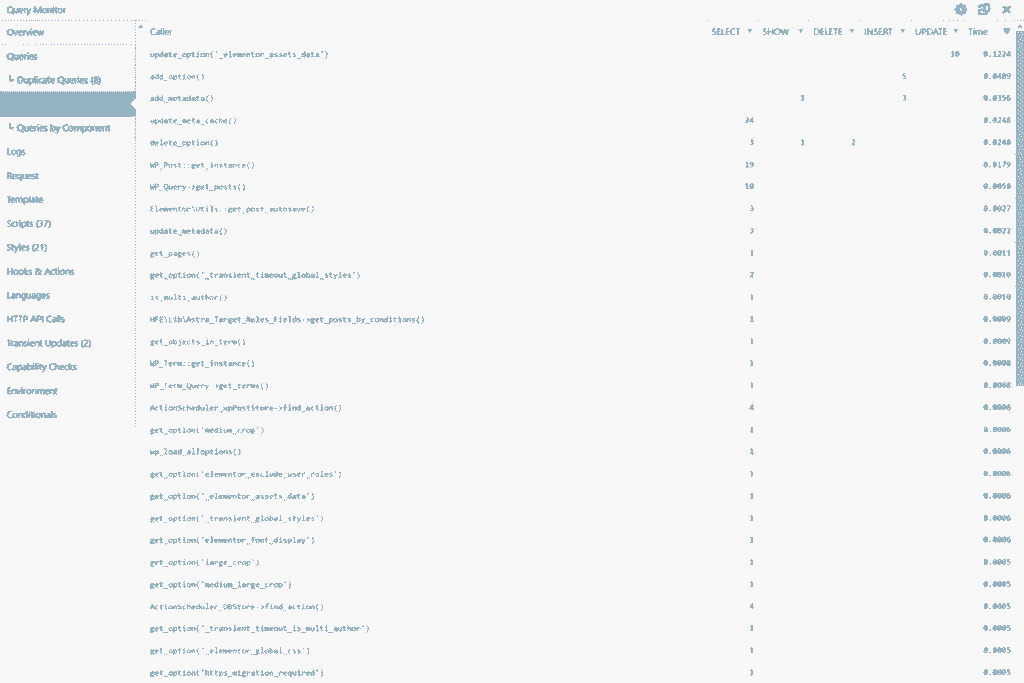 Query Monitor
Overview
Queries
Duplicate Queries (8)
Queries by Component
Logs
Request
Template
Scripts (37)
Styles (21)
Hooks & Actions
Languages
HTTP API Calls
Transient Updates (2)
Capability Checks
Environment
Conditionals
Caller SELECT SHOW DELETE INSERT UPDATE Time
update_option('_elementor_assets_data') 10 0.1224
add_option() 5 0.0489
add_metadata() 1 3 0.0356
update_meta_cache() 24 0.0248
delete_option() 3 1 2 0.0240
WP_Post::get_instance() 19 0.0179
WP_Query->get_posts() 10
Elementor\Utils::get_post_autosave() 3 0.0027
update_metadata() 3 0.0022
get_pages() 1 0.0011
get_option('_transient_timeout_global_styles') 2 0.0010
is_multi_author() 1 0.0010
HFE\Lib\Astra_Target_Rules_Fields->get_posts_by_conditions() 1 0.0009
get_objects_in_term() 1 0.0009
WP_Term::get_instance() 1 0.0008
WP_Term_Query->get_terms() 1 0.0008
ActionScheduler_wpPostStore->find_action() 4 0.0006
get_option('medium_crop') 1 0.0006
wp_load_alloptions() 1 0.0006
get_option('elementor_exclude_user_roles') 1 0.0006
get_option('_elementor_assets_data') 1 0.0006
get_option('_transient_global_styles') 1 0.0006
get_option('elementor_font_display') 1 0.0006
get_option('large_crop') 1 0.0005
get_option('medium_large_crop') 1 0.0005
ActionScheduler_DBStore->find_action() 4 0.0005
get_option('_transient_timeout_is_multi_author') 1 0.0005
get_option('_elementor_global_css') 1 0.0005
get_option('https_migration_required') 1 0.0005